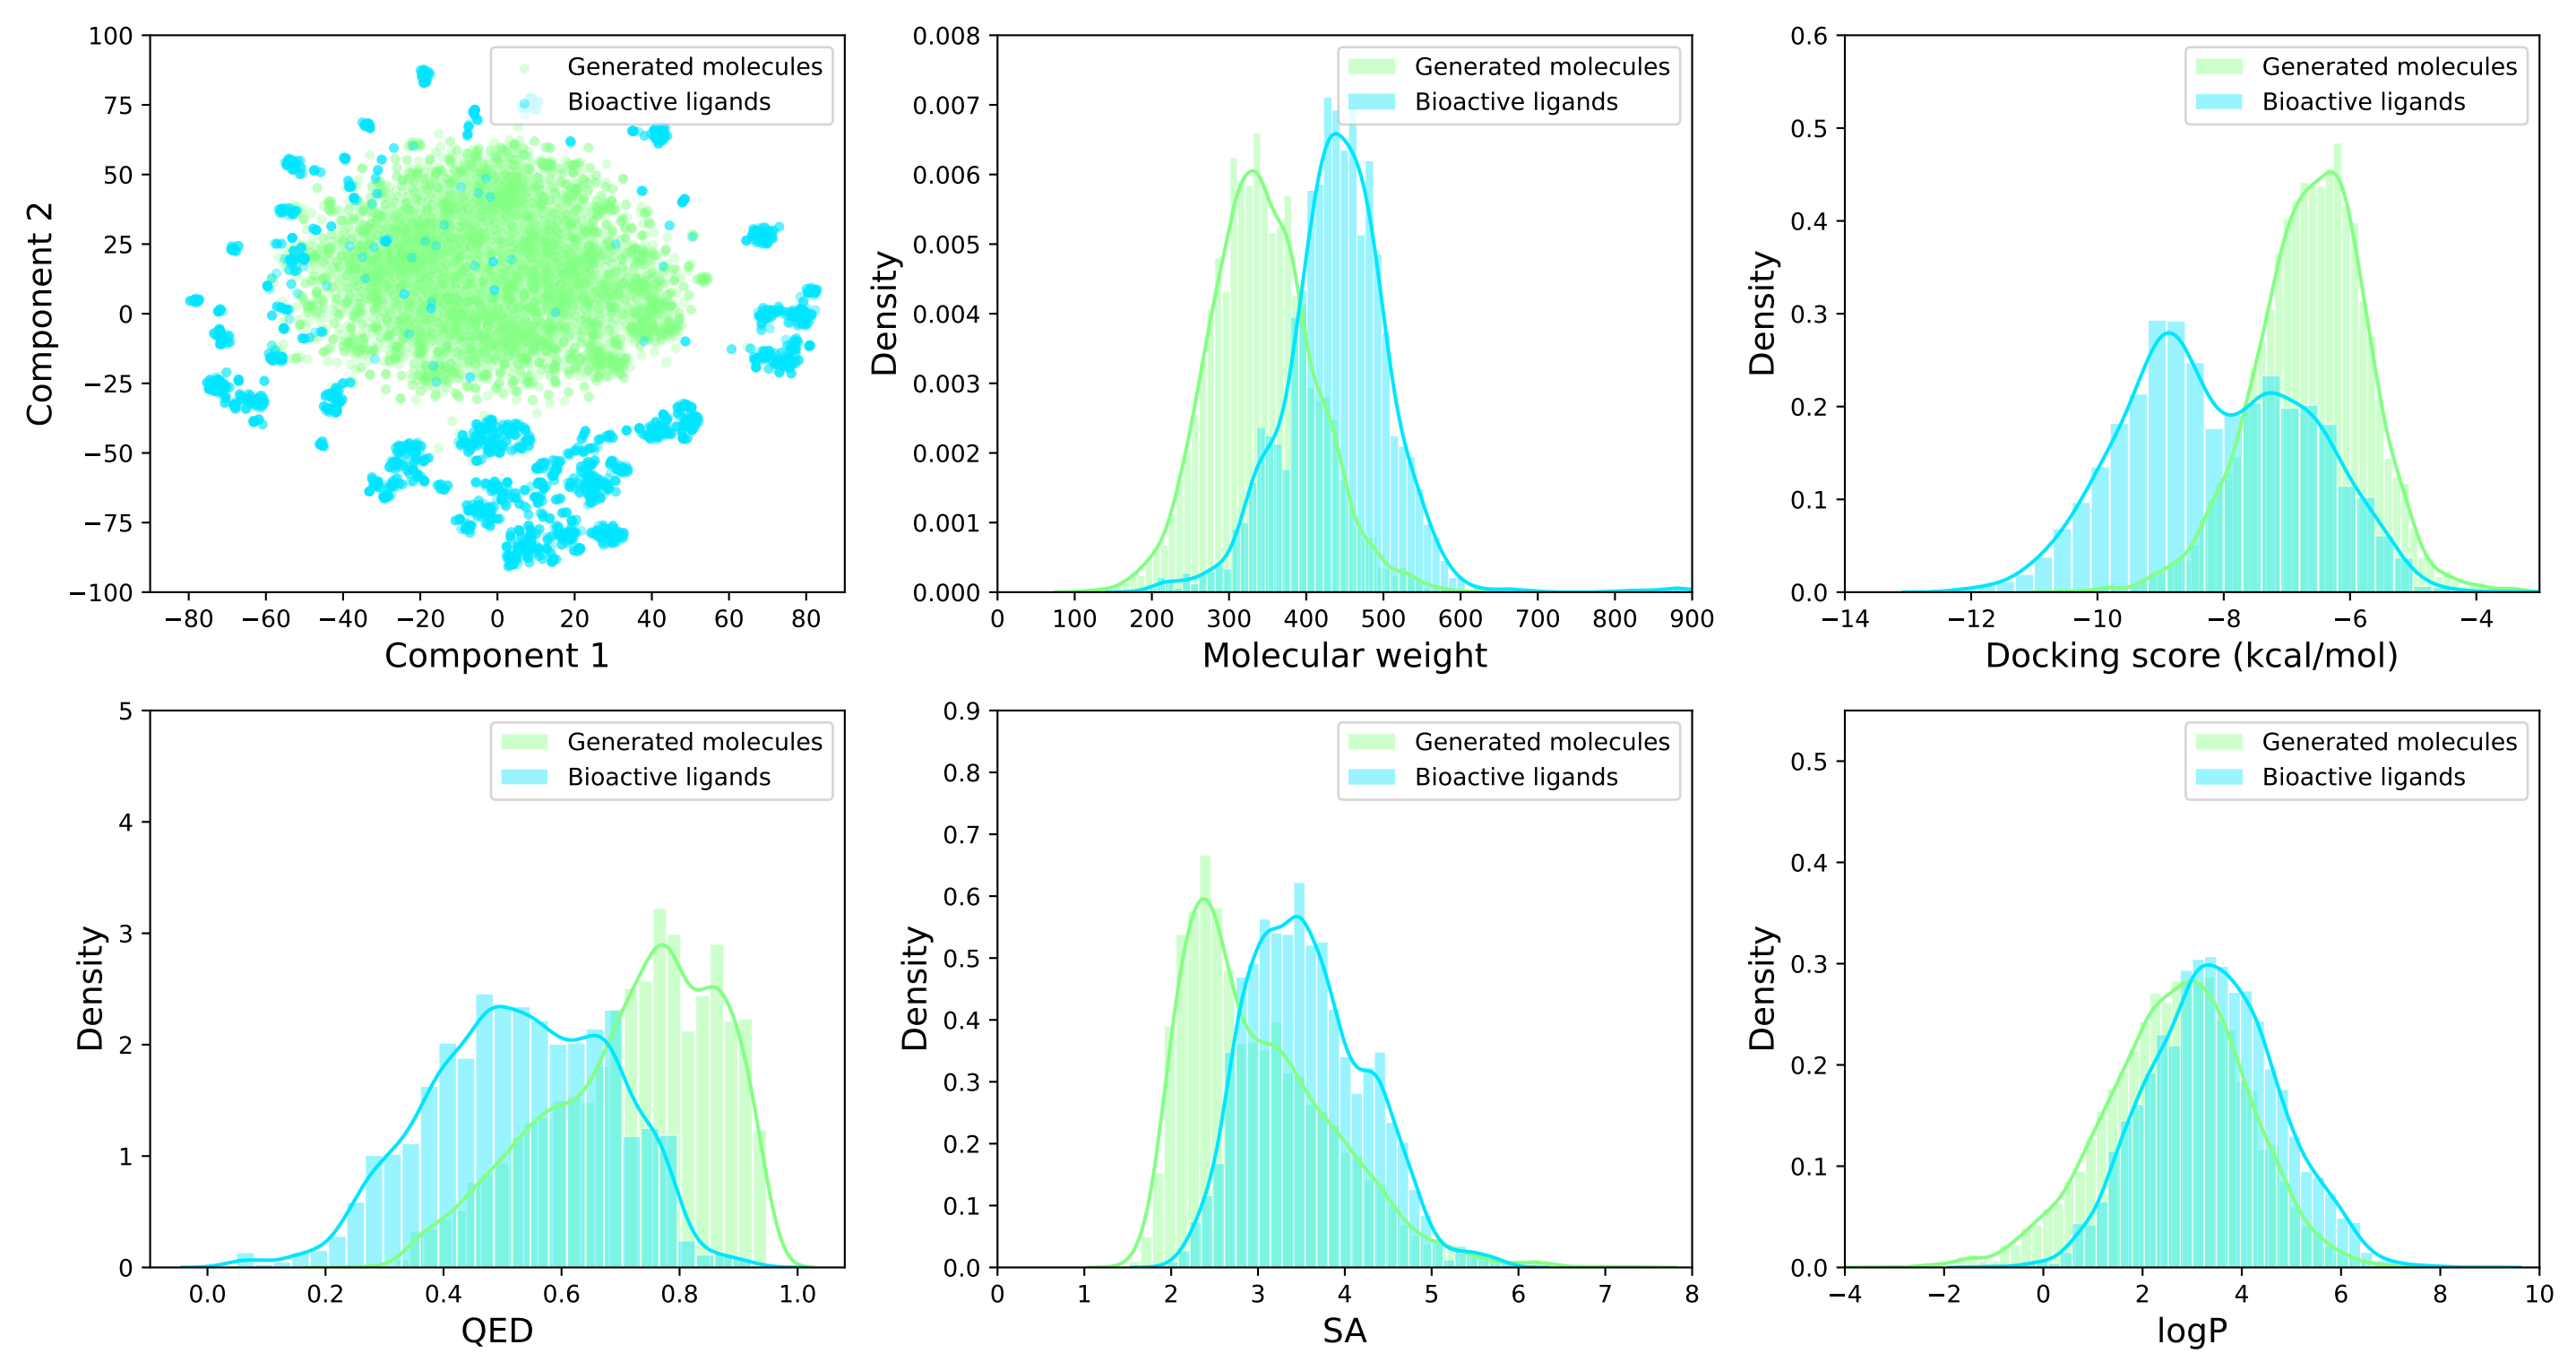 100
75
50
25
0
−25
−50
−75
−100
Component 2
Generated molecules
Bioactive ligands
−80 −60 −40 −20 0 20 40 60 80
Component 1
0.008
0.007
0.006
0.005
0.004
0.003
0.002
0.001
0.000
Density
Generated molecules
Bioactive ligands
0 100 200 300 400 500 600 700 800 900
Molecular weight
0.6
0.5
0.4
0.3
0.2
0.1
0.0
Density
Generated molecules
Bioactive ligands
−14 −12 −10 −8 −6 −4
Docking score (kcal/mol)
5
4
3
2
1
0
Density
Generated molecules
Bioactive ligands
0.0 0.2 0.4 0.6 0.8 1.0
QED
0.9
0.8
0.7
0.6
0.5
0.4
0.3
0.2
0.1
0.0
Density
Generated molecules
Bioactive ligands
0 1 2 3 4 5 6 7 8
SA
0.5
0.4
0.3
0.2
0.1
0.0
Density
Generated molecules
Bioactive ligands
−4 −2 0 2 4 6 8 10
logP